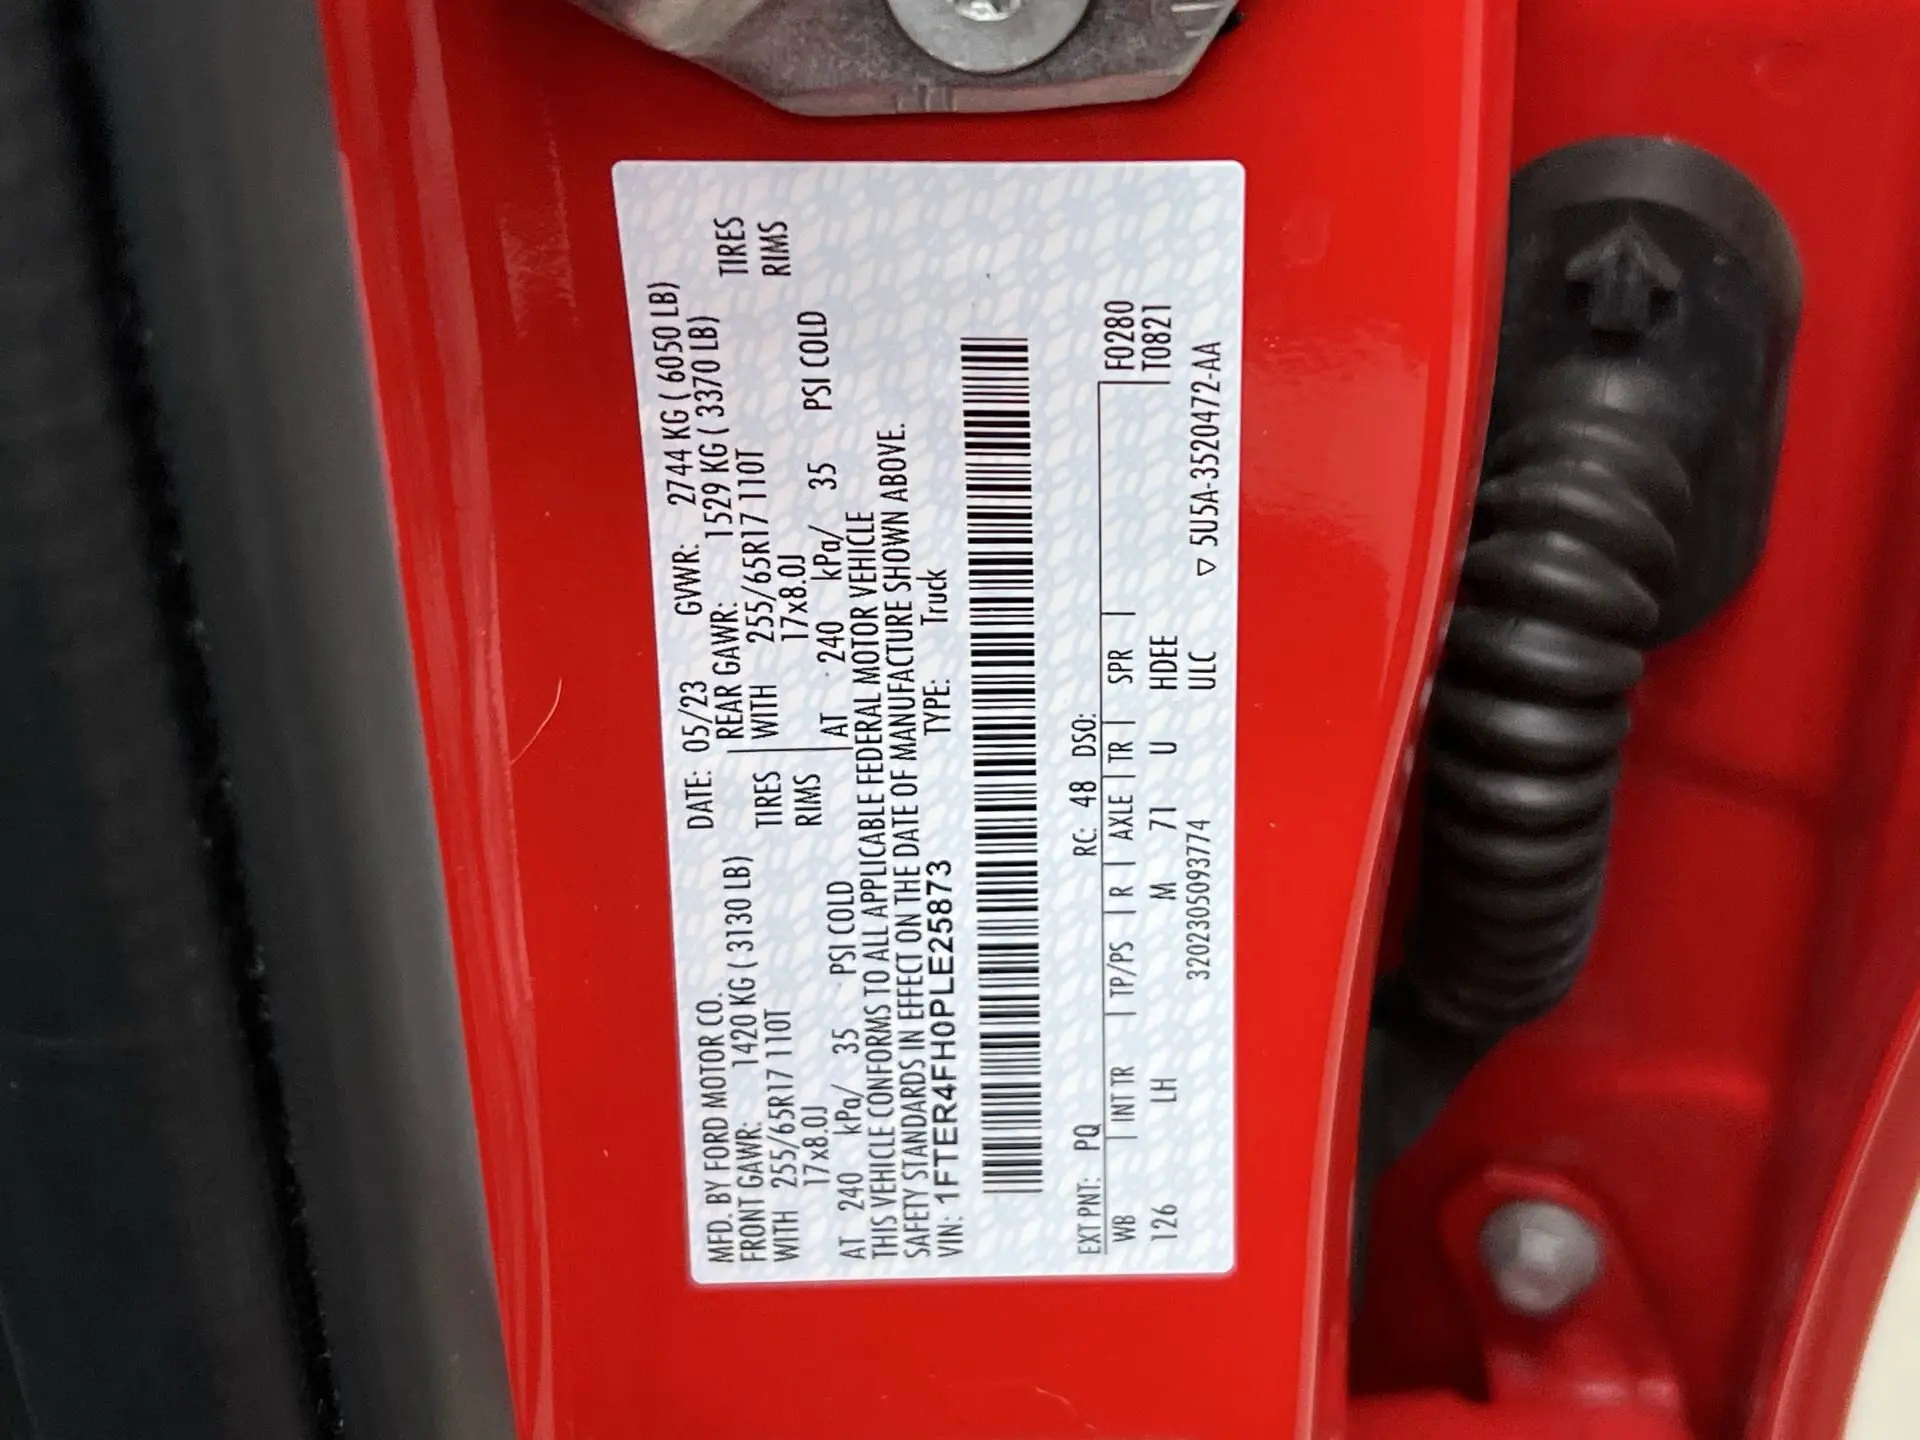 MFD. BY FORD MOTOR CO. DATE: 05/23 GVWR: 2744 KG ( 6050 LB)
FRONT GAWR: 1420 KG ( 3130 LB) REAR GAWR: 1529 KG ( 3370 LB)
WITH 255/65R17 110T TIRES WITH 255/65R17 110T TIRES
17x8.0J RIMS 17x8.0J RIMS
AT 240 kPa/ 35 PSI COLD AT 240 kPa/ 35 PSI COLD
THIS VEHICLE CONFORMS TO ALL APPLICABLE FEDERAL MOTOR VEHICLE
SAFETY STANDARDS IN EFFECT ON THE DATE OF MANUFACTURE SHOWN ABOVE.
VIN: 1FTER4FH0PLE25873 TYPE: Truck
EXT PNT: PQ RC: 48 DSO:
WB INT TR TP/PS R AXLE TR SPR F0280
126 LH M 71 U HDEE T0821
320230509​3774 ULC ▽ 5U5A-3520472-AA